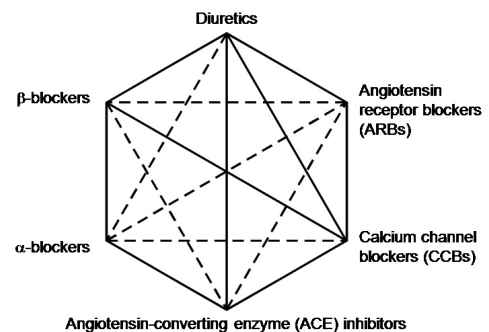 Diuretics
β-blockers
Angiotensin
receptor blockers
(ARBs)
α-blockers
Calcium channel
blockers (CCBs)
Angiotensin-converting enzyme (ACE) inhibitors